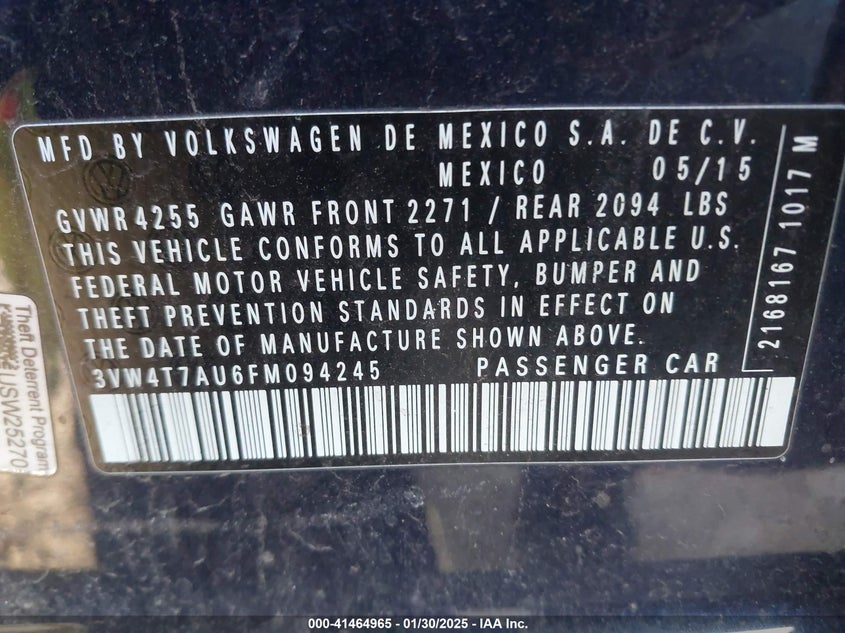 MFD BY VOLKSWAGEN DE MEXICO S.A. DE C.V.
MEXICO 05/15
GVWR 4255 GAWR FRONT 2271 / REAR 2094 LBS
THIS VEHICLE CONFORMS TO ALL APPLICABLE U.S.
FEDERAL MOTOR VEHICLE SAFETY, BUMPER AND
THEFT PREVENTION STANDARDS IN EFFECT ON
THE DATE OF MANUFACTURE SHOWN ABOVE.
3VW4T7AU6FM094245 PASSENGER CAR
2168167 1017 M
Theft Deterrent Program
USW25270
000-41464965 - 01/30/2025 - IAA Inc.